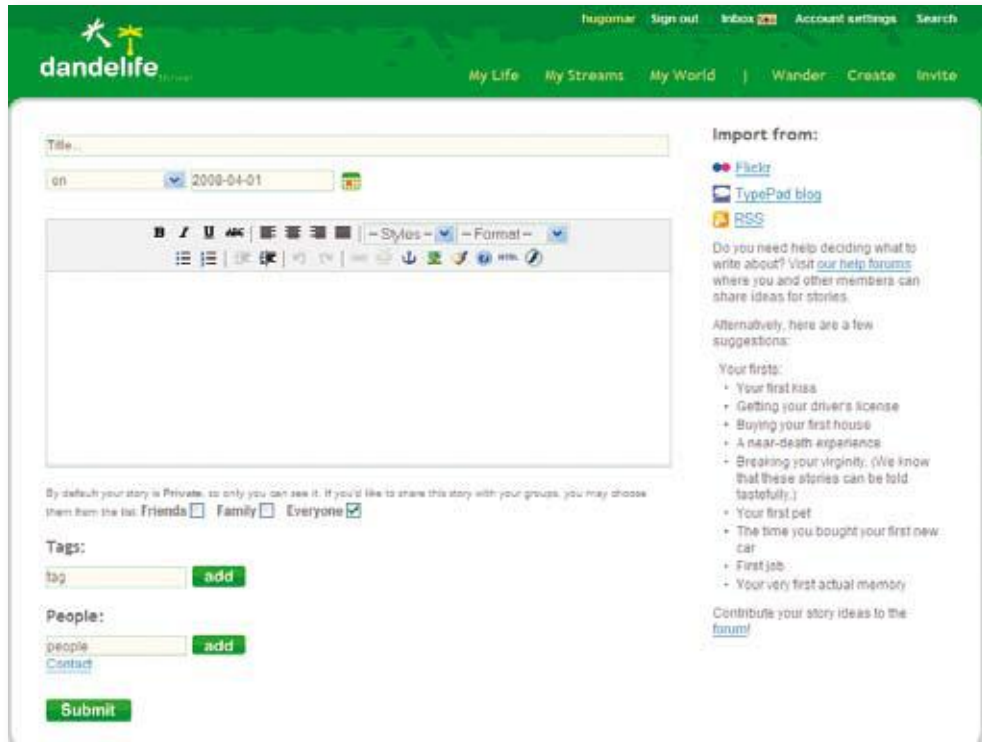 hugomar Sign out Inbox Account settings Search
dandelife
My Life My Streams My World | Wander Create Invite
Title...
on 2008-04-01
B I U ABC -- Styles -- -- Format --
HTML
By default your story is Private, so only you can see it. If you'd like to share this story with your groups, you may choose
them from the list: Friends Family Everyone
Tags:
tag add
People:
people add
Contact
Submit
Import from:
Flickr
TypePad blog
RSS
Do you need help deciding what to
write about? Visit our help forums
where you and other members can
share ideas for stories.
Alternatively, here are a few
suggestions:
Your firsts:
• Your first kiss
• Getting your driver's license
• Buying your first house
• A near-death experience
• Breaking your virginity. (We know
that these stories can be told
tastefully.)
• Your first pet
• The time you bought your first new
car
• First job
• Your very first actual memory
Contribute your story ideas to the
forum!